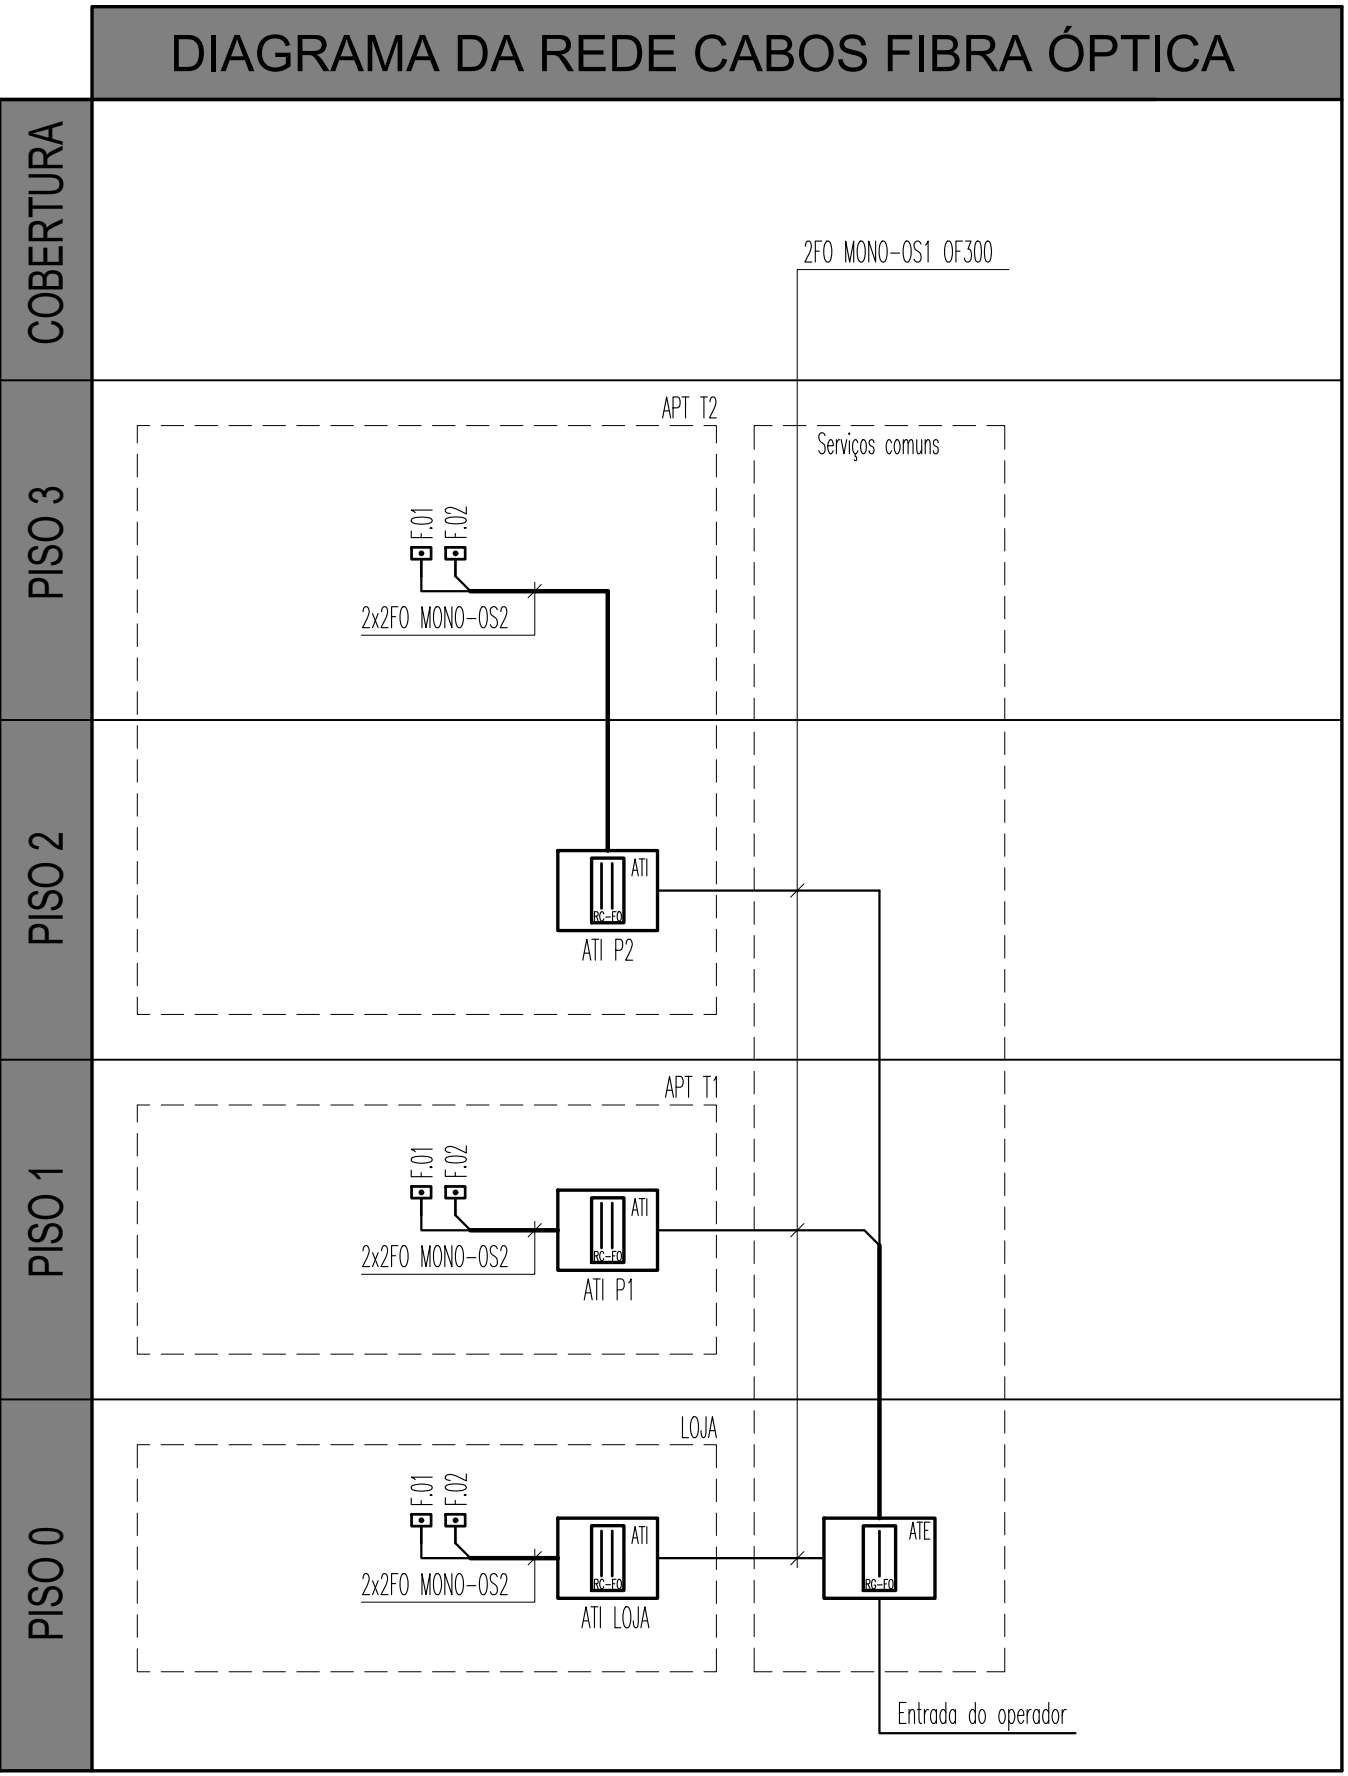 DIAGRAMA DA REDE CABOS FIBRA ÓPTICA
COBERTURA
2FO MONO-OS1 OF300
PISO 3
APT T2
Serviços comuns
F.01
F.02
2x2FO MONO-OS2
PISO 2
ATI
RC-FO
ATI P2
PISO 1
APT T1
F.01
F.02
2x2FO MONO-OS2
ATI
RC-FO
ATI P1
PISO 0
LOJA
F.01
F.02
2x2FO MONO-OS2
ATI
RC-FO
ATI LOJA
ATE
RG-FO
Entrada do operador